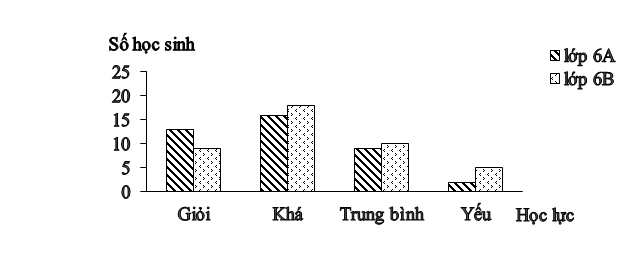 Số học sinh
lớp 6A
lớp 6B
25
20
15
10
5
0
Giỏi Khá Trung bình Yếu Học lực